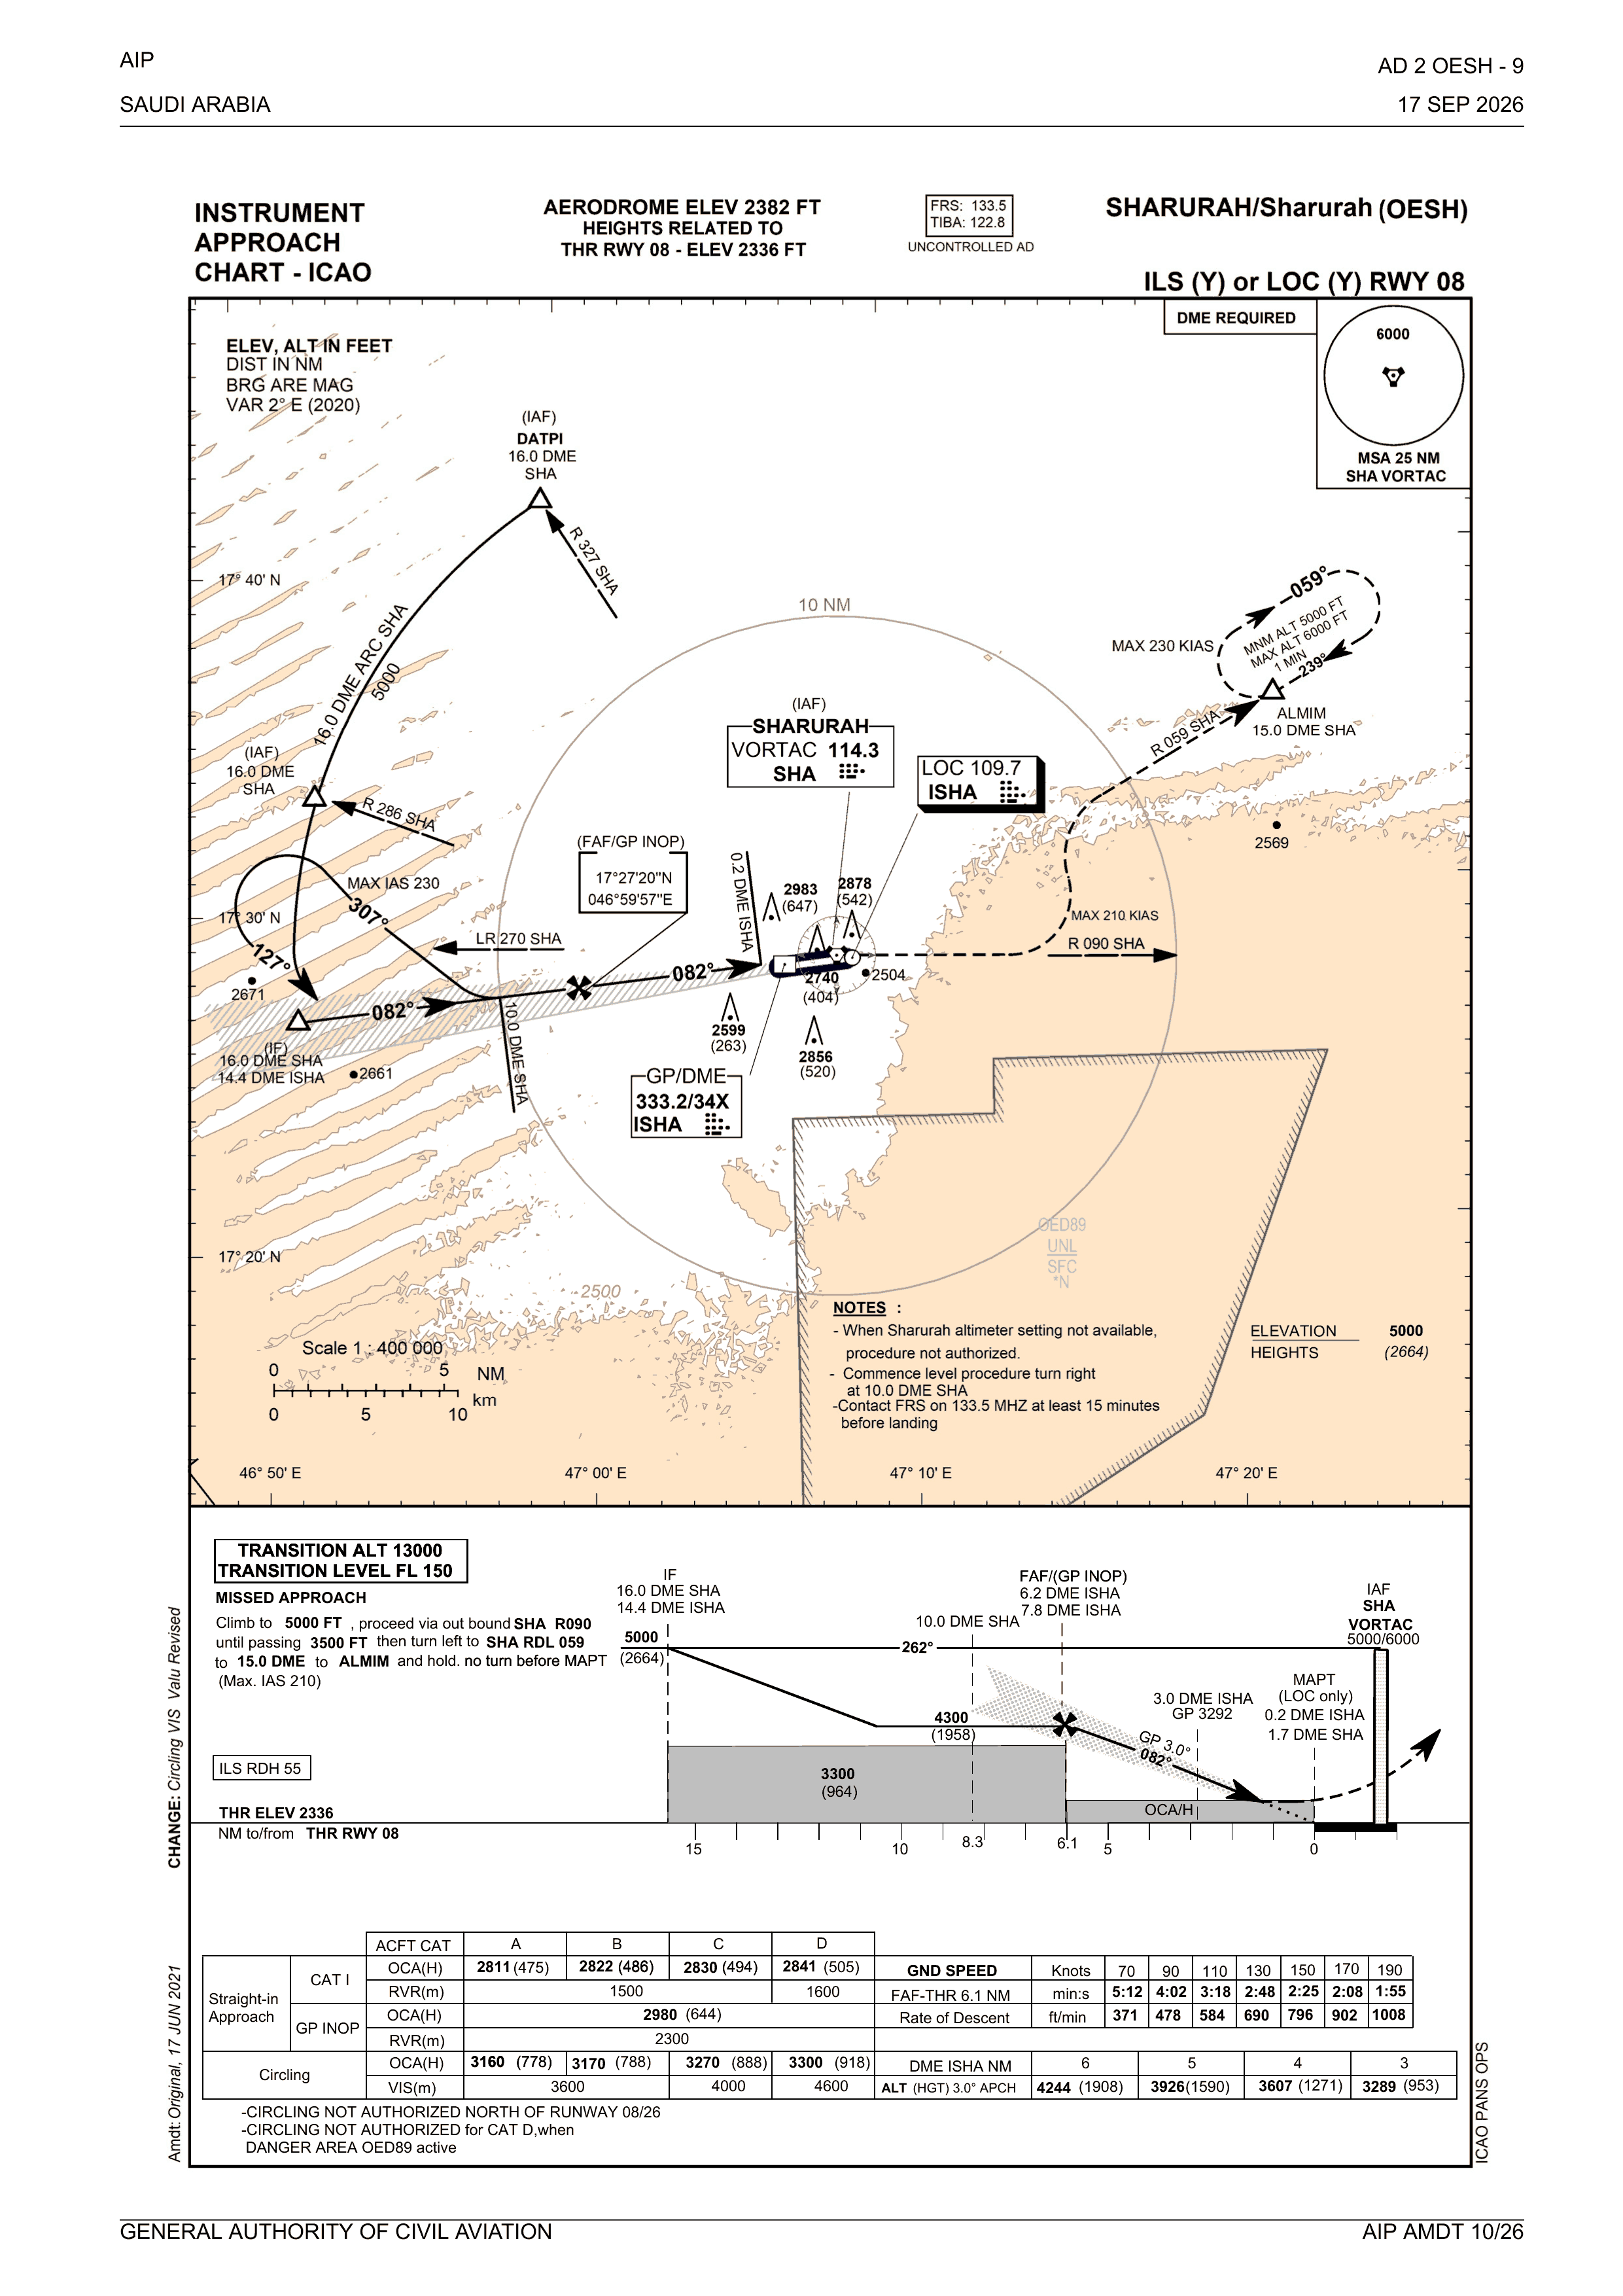 AIP
AD 2 OESH - 9
SAUDI ARABIA
17 SEP 2026
INSTRUMENT
APPROACH
CHART - ICAO
AERODROME ELEV 2382 FT
HEIGHTS RELATED TO
THR RWY 08 - ELEV 2336 FT
FRS: 133.5
TIBA: 122.8
UNCONTROLLED AD
SHARURAH/Sharurah (OESH)
ILS (Y) or LOC (Y) RWY 08
DME REQUIRED
6000
MSA 25 NM
SHA VORTAC
ELEV, ALT IN FEET
DIST IN NM
BRG ARE MAG
VAR 2° E (2020)
(IAF)
DATPI
16.0 DME
SHA
R 327 SHA
17° 40' N
16.0 DME ARC SHA
5000
10 NM
059°
MNM ALT 5000 FT
MAX ALT 6000 FT
1 MIN
239°
MAX 230 KIAS
ALMIM
15.0 DME SHA
R 059 SHA
(IAF)
SHARURAH
VORTAC 114.3
SHA
LOC 109.7
ISHA
(IAF)
16.0 DME
SHA
R 286 SHA
2569
(FAF/GP INOP)
17°27'20"N
046°59'57"E
0.2 DME ISHA
2983
(647)
2878
(542)
MAX IAS 230
307°
17° 30' N
127°
LR 270 SHA
MAX 210 KIAS
R 090 SHA
082°
2671
2504
2740
(404)
082°
2599
(263)
2856
(520)
10.0 DME SHA
(IF)
16.0 DME SHA
14.4 DME ISHA
2661
GP/DME
333.2/34X
ISHA
OED89
UNL
SFC
*N
17° 20' N
2500
NOTES :
- When Sharurah altimeter setting not available,
procedure not authorized.
- Commence level procedure turn right
at 10.0 DME SHA
-Contact FRS on 133.5 MHZ at least 15 minutes
before landing
ELEVATION 5000
HEIGHTS (2664)
Scale 1 : 400 000
0 5 NM
km
0 5 10
46° 50' E
47° 00' E
47° 10' E
47° 20' E
TRANSITION ALT 13000
TRANSITION LEVEL FL 150
MISSED APPROACH
Climb to 5000 FT , proceed via out bound SHA R090
until passing 3500 FT then turn left to SHA RDL 059
to 15.0 DME to ALMIM and hold. no turn before MAPT
(Max. IAS 210)
ILS RDH 55
THR ELEV 2336
NM to/from THR RWY 08
IF
16.0 DME SHA
14.4 DME ISHA
5000
(2664)
262°
10.0 DME SHA
FAF/(GP INOP)
6.2 DME ISHA
7.8 DME ISHA
IAF
SHA
VORTAC
5000/6000
MAPT
(LOC only)
0.2 DME ISHA
1.7 DME SHA
3.0 DME ISHA
GP 3292
4300
(1958)
GP 3.0°
082°
3300
(964)
OCA/H
15 10 8.3 6.1 5 0
ACFT CAT A B C D
Straight-in
Approach
CAT I
OCA(H) 2811 (475) 2822 (486) 2830 (494) 2841 (505)
RVR(m) 1500 1600
GP INOP
OCA(H) 2980 (644)
RVR(m) 2300
Circling
OCA(H) 3160 (778) 3170 (788) 3270 (888) 3300 (918)
VIS(m) 3600 4000 4600
GND SPEED Knots 70 90 110 130 150 170 190
FAF-THR 6.1 NM min:s 5:12 4:02 3:18 2:48 2:25 2:08 1:55
Rate of Descent ft/min 371 478 584 690 796 902 1008
DME ISHA NM 6 5 4 3
ALT (HGT) 3.0° APCH 4244 (1908) 3926(1590) 3607 (1271) 3289 (953)
-CIRCLING NOT AUTHORIZED NORTH OF RUNWAY 08/26
-CIRCLING NOT AUTHORIZED for CAT D,when
DANGER AREA OED89 active
CHANGE: Circling VIS Valu Revised
Amdt: Original, 17 JUN 2021
ICAO PANS OPS
GENERAL AUTHORITY OF CIVIL AVIATION
AIP AMDT 10/26